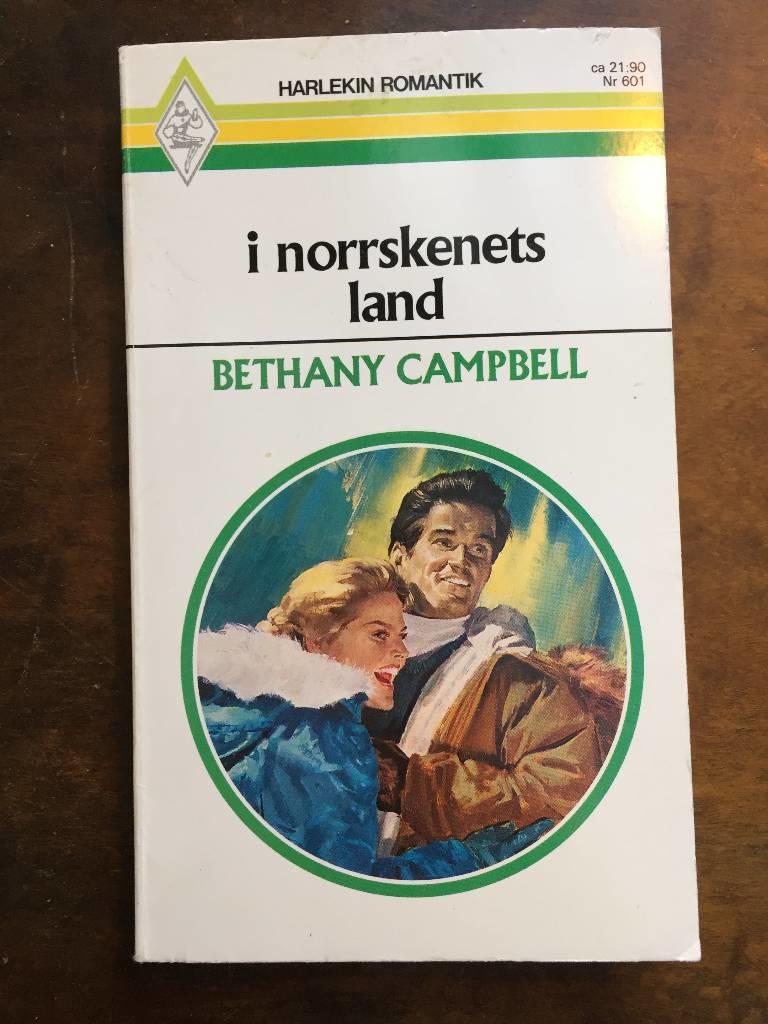 HARLEKIN ROMANTIK
ca 21:90
Nr 601
i norrskenets
land
BETHANY CAMPBELL